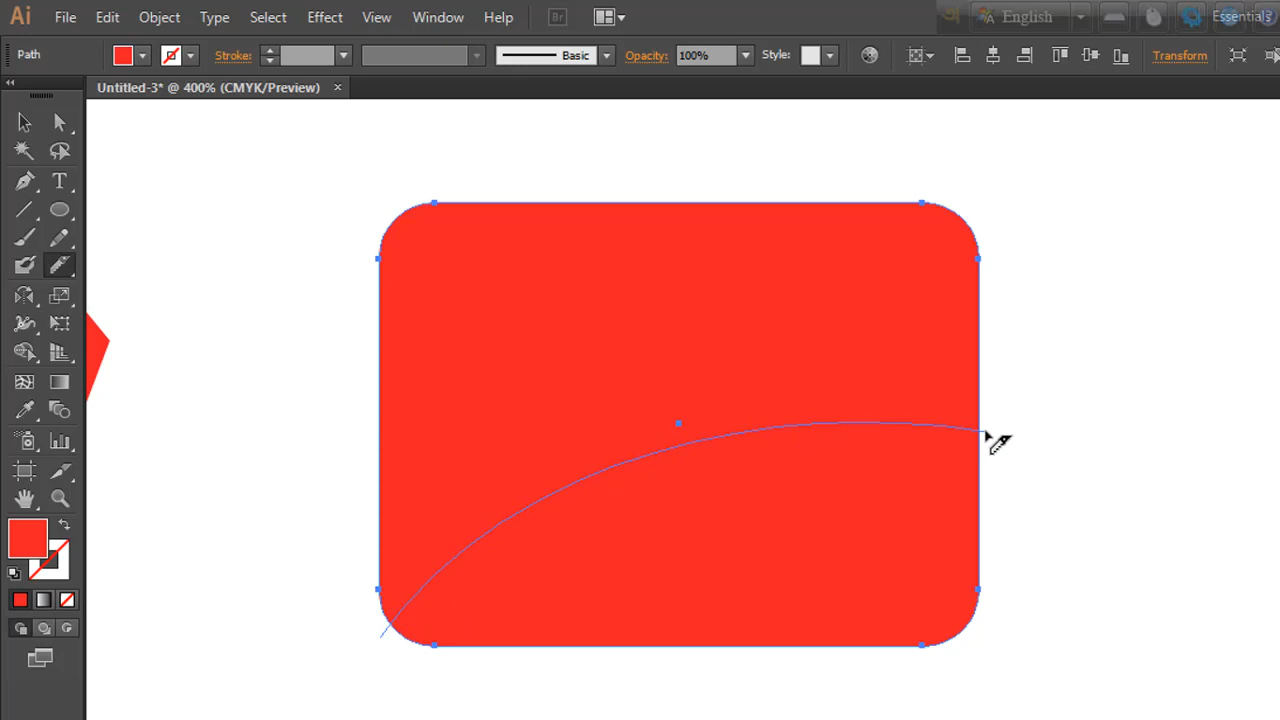 Ai File Edit Object Type Select Effect View Window Help Br English Essentials
Path Stroke: Basic Opacity: 100% Style: Transform
Untitled-3* @ 400% (CMYK/Preview) ×
T